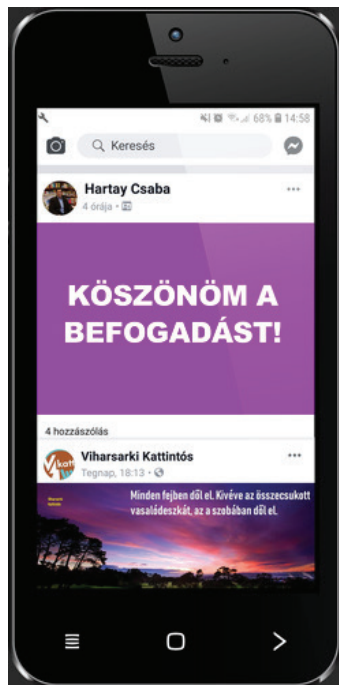 68% 14:58
Keresés
Hartay Csaba
4 órája
KÖSZÖNÖM A
BEFOGADÁST!
4 hozzászólás
Viharsarki Kattintós
Tegnap, 18:13
Minden fejben dől el. Kivéve az összecsukott
vasalódeszkát, az a szobában dől el.